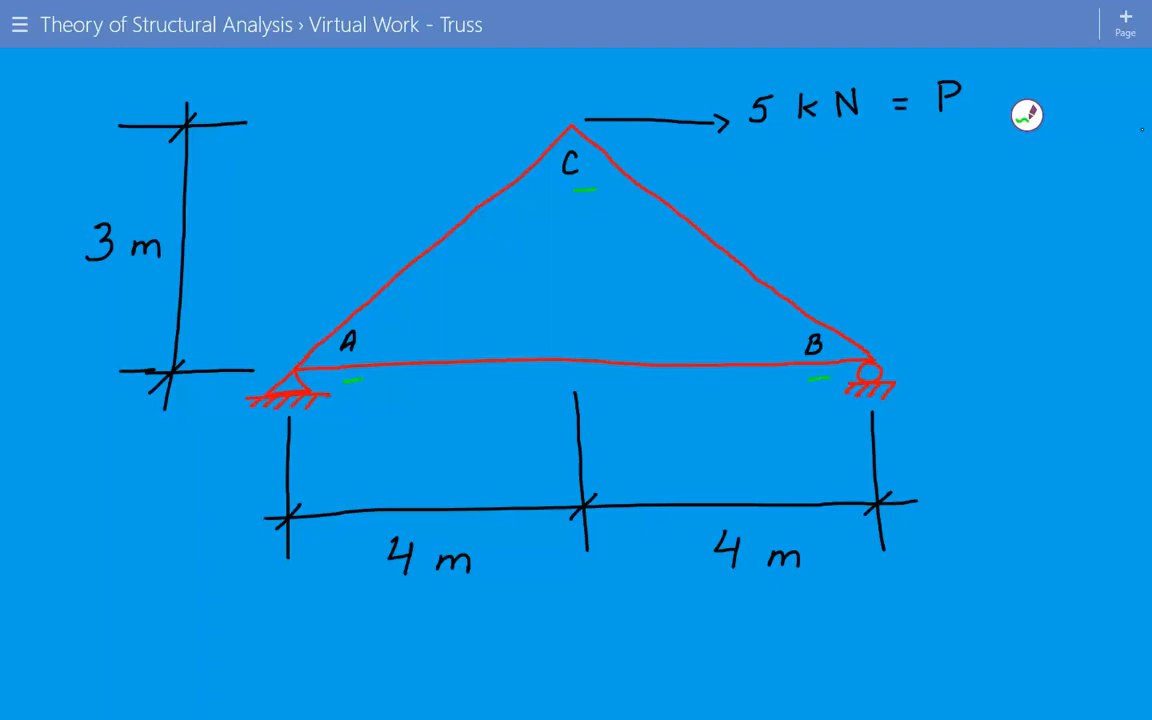 Theory of Structural Analysis › Virtual Work - Truss
Page
5 kN = P
C
3 m
A
B
4 m
4 m